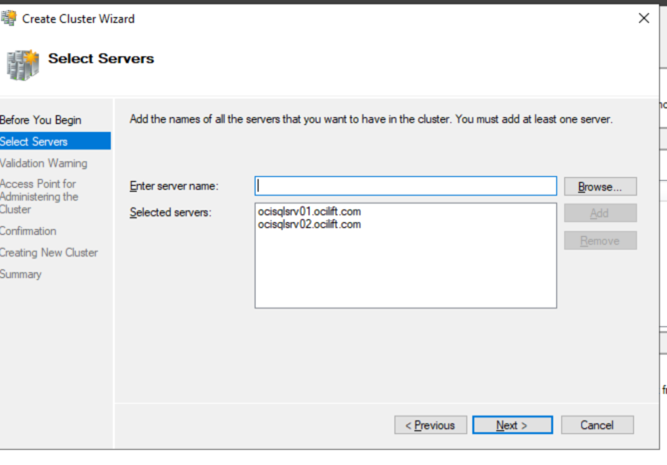 Create Cluster Wizard
Select Servers
Before You Begin
Select Servers
Validation Warning
Access Point for
Administering the
Cluster
Confirmation
Creating New Cluster
Summary
Add the names of all the servers that you want to have in the cluster. You must add at least one server.
Enter server name:
Browse...
Selected servers:
ocisqlsrv01.ocilift.com
ocisqlsrv02.ocilift.com
Add
Remove
< Previous
Next >
Cancel